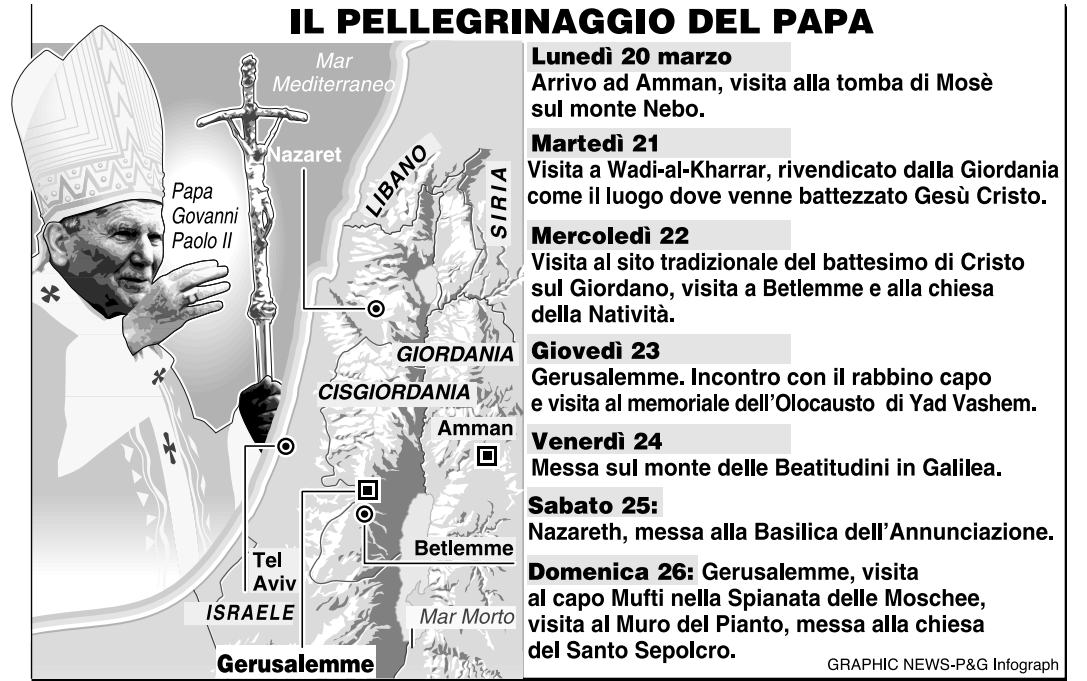 IL PELLEGRINAGGIO DEL PAPA
Mar
Mediterraneo
Nazaret
LIBANO
SIRIA
Papa
Govanni
Paolo II
GIORDANIA
CISGIORDANIA
Amman
Betlemme
Tel
Aviv
ISRAELE
Mar Morto
Gerusalemme
Lunedì 20 marzo
Arrivo ad Amman, visita alla tomba di Mosè
sul monte Nebo.
Martedì 21
Visita a Wadi-al-Kharrar, rivendicato dalla Giordania
come il luogo dove venne battezzato Gesù Cristo.
Mercoledì 22
Visita al sito tradizionale del battesimo di Cristo
sul Giordano, visita a Betlemme e alla chiesa
della Natività.
Giovedì 23
Gerusalemme. Incontro con il rabbino capo
e visita al memoriale dell'Olocausto di Yad Vashem.
Venerdì 24
Messa sul monte delle Beatitudini in Galilea.
Sabato 25:
Nazareth, messa alla Basilica dell'Annunciazione.
Domenica 26: Gerusalemme, visita
al capo Mufti nella Spianata delle Moschee,
visita al Muro del Pianto, messa alla chiesa
del Santo Sepolcro.
GRAPHIC NEWS-P&G Infograph